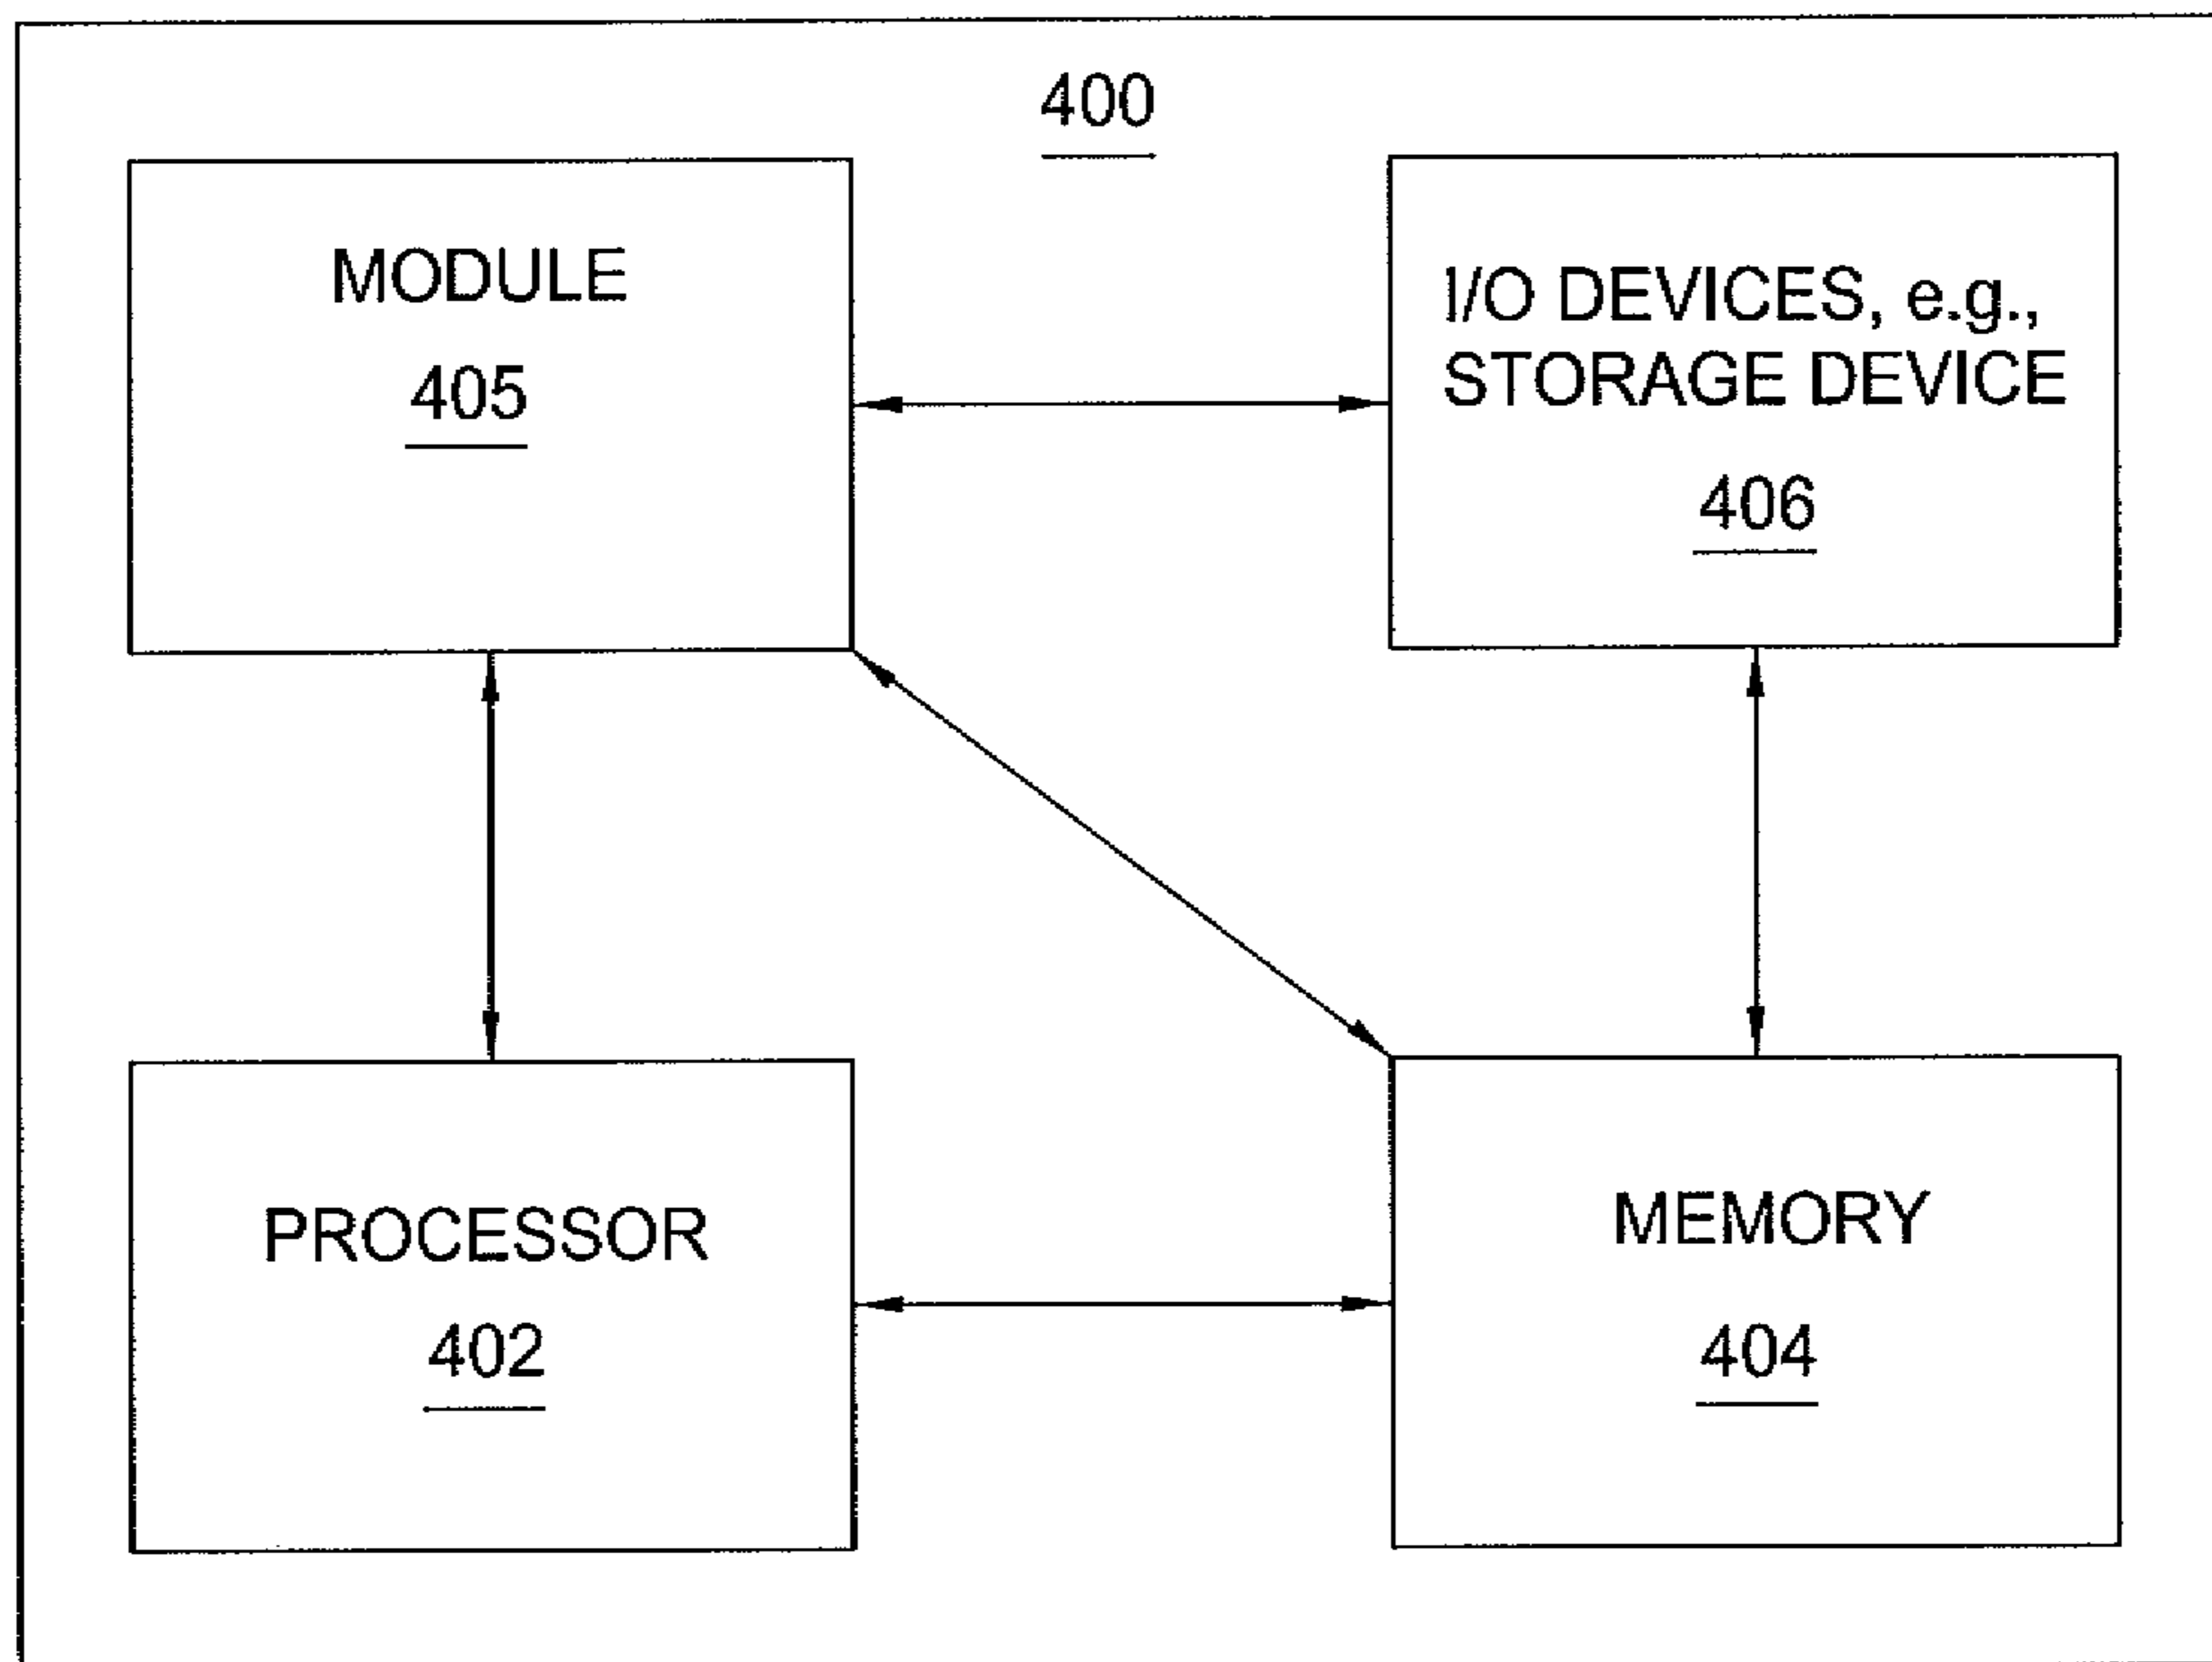 400
MODULE
405
I/O DEVICES, e.g.,
STORAGE DEVICE
406
PROCESSOR
402
MEMORY
404